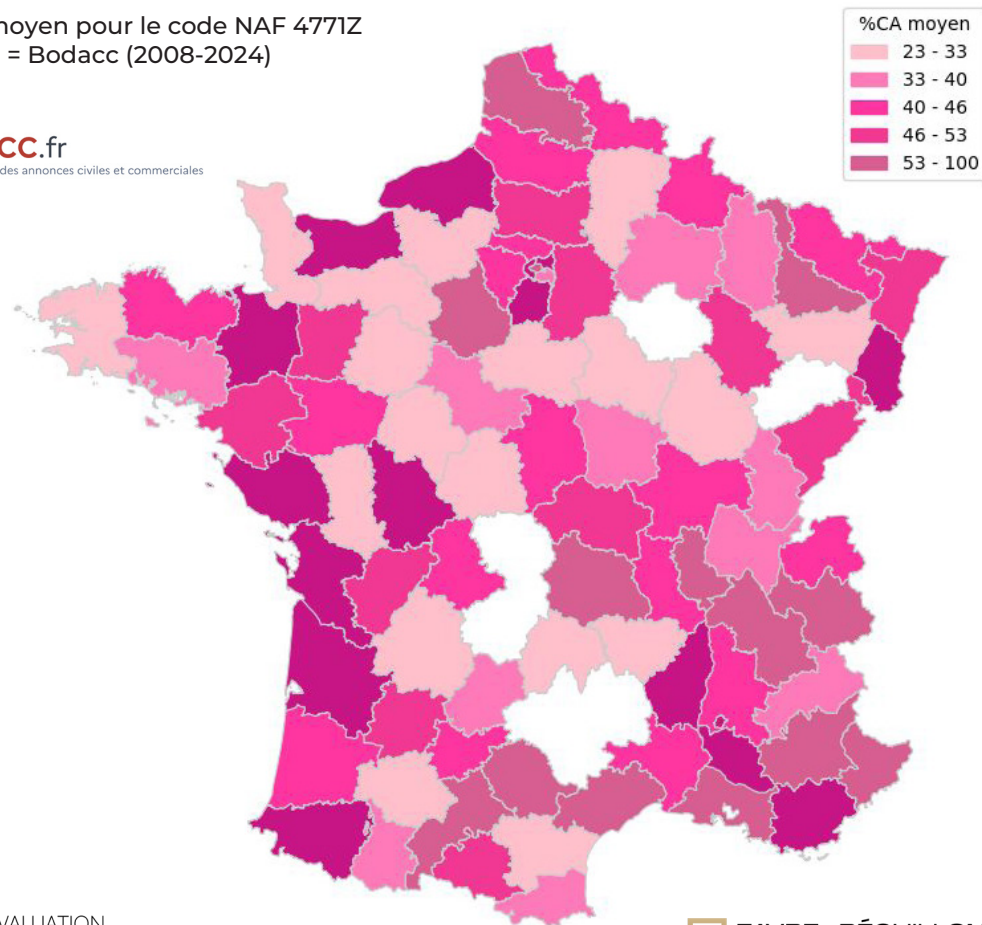 moyen pour le code NAF 4771Z
= Bodacc (2008-2024)
CC.fr
des annonces civiles et commerciales
%CA moyen
23 - 33
33 - 40
40 - 46
46 - 53
53 - 100